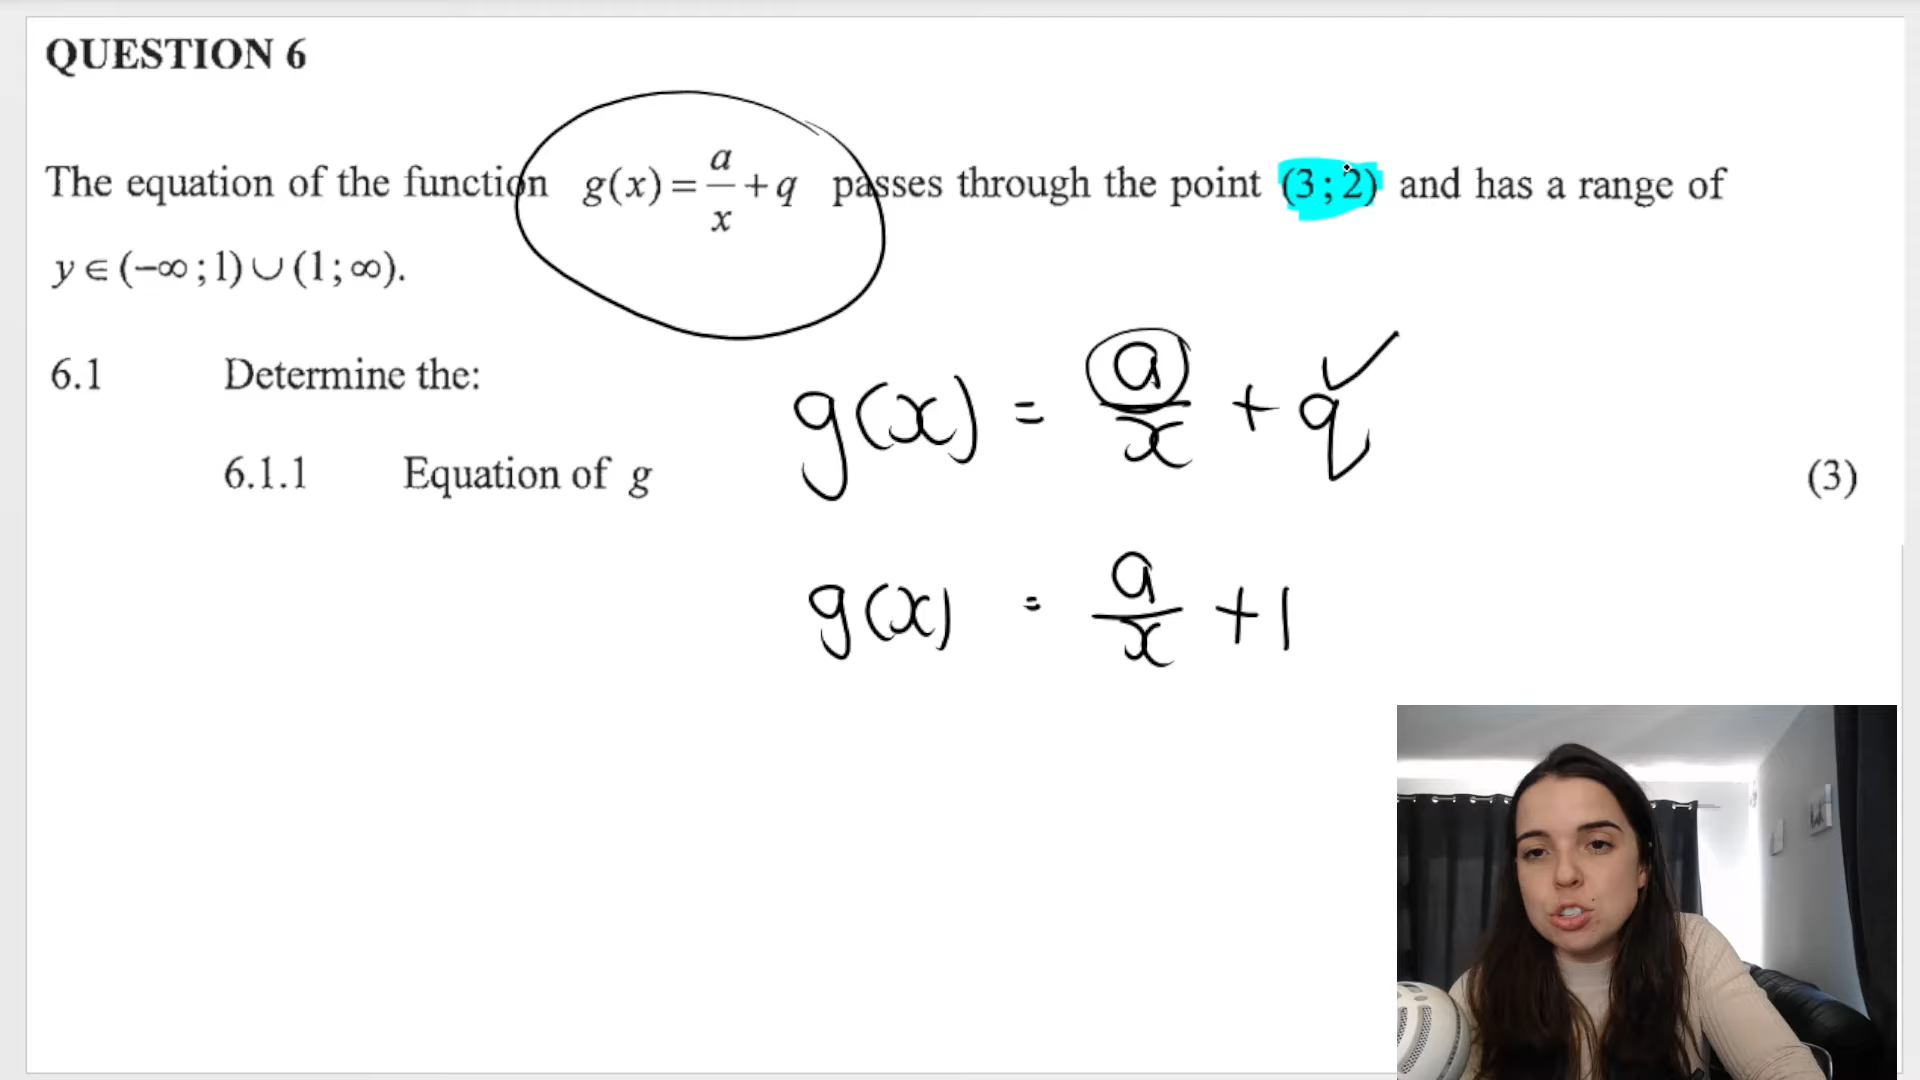 QUESTION 6
The equation of the function g(x) = a/x + q passes through the point (3 ; 2) and has a range of
y ∈ (−∞ ; 1) ∪ (1 ; ∞).
6.1 Determine the:
g(x) = a/x + q ✓
6.1.1 Equation of g (3)
g(x) = a/x + 1